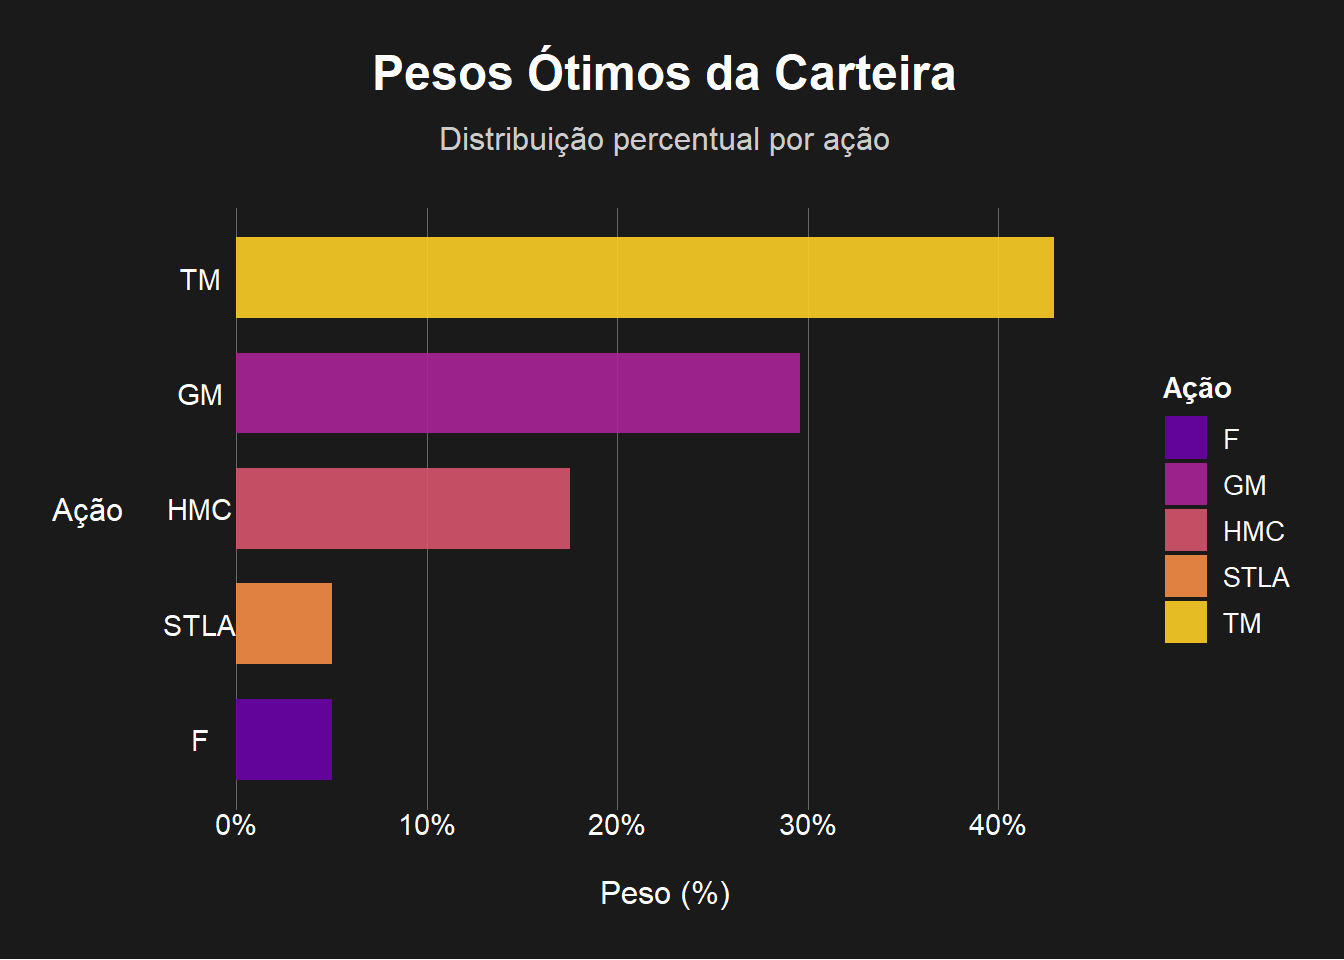 Pesos Ótimos da Carteira
Distribuição percentual por ação
TM
GM
HMC
STLA
F
Ação
0% 10% 20% 30% 40%
Peso (%)
Ação
F
GM
HMC
STLA
TM